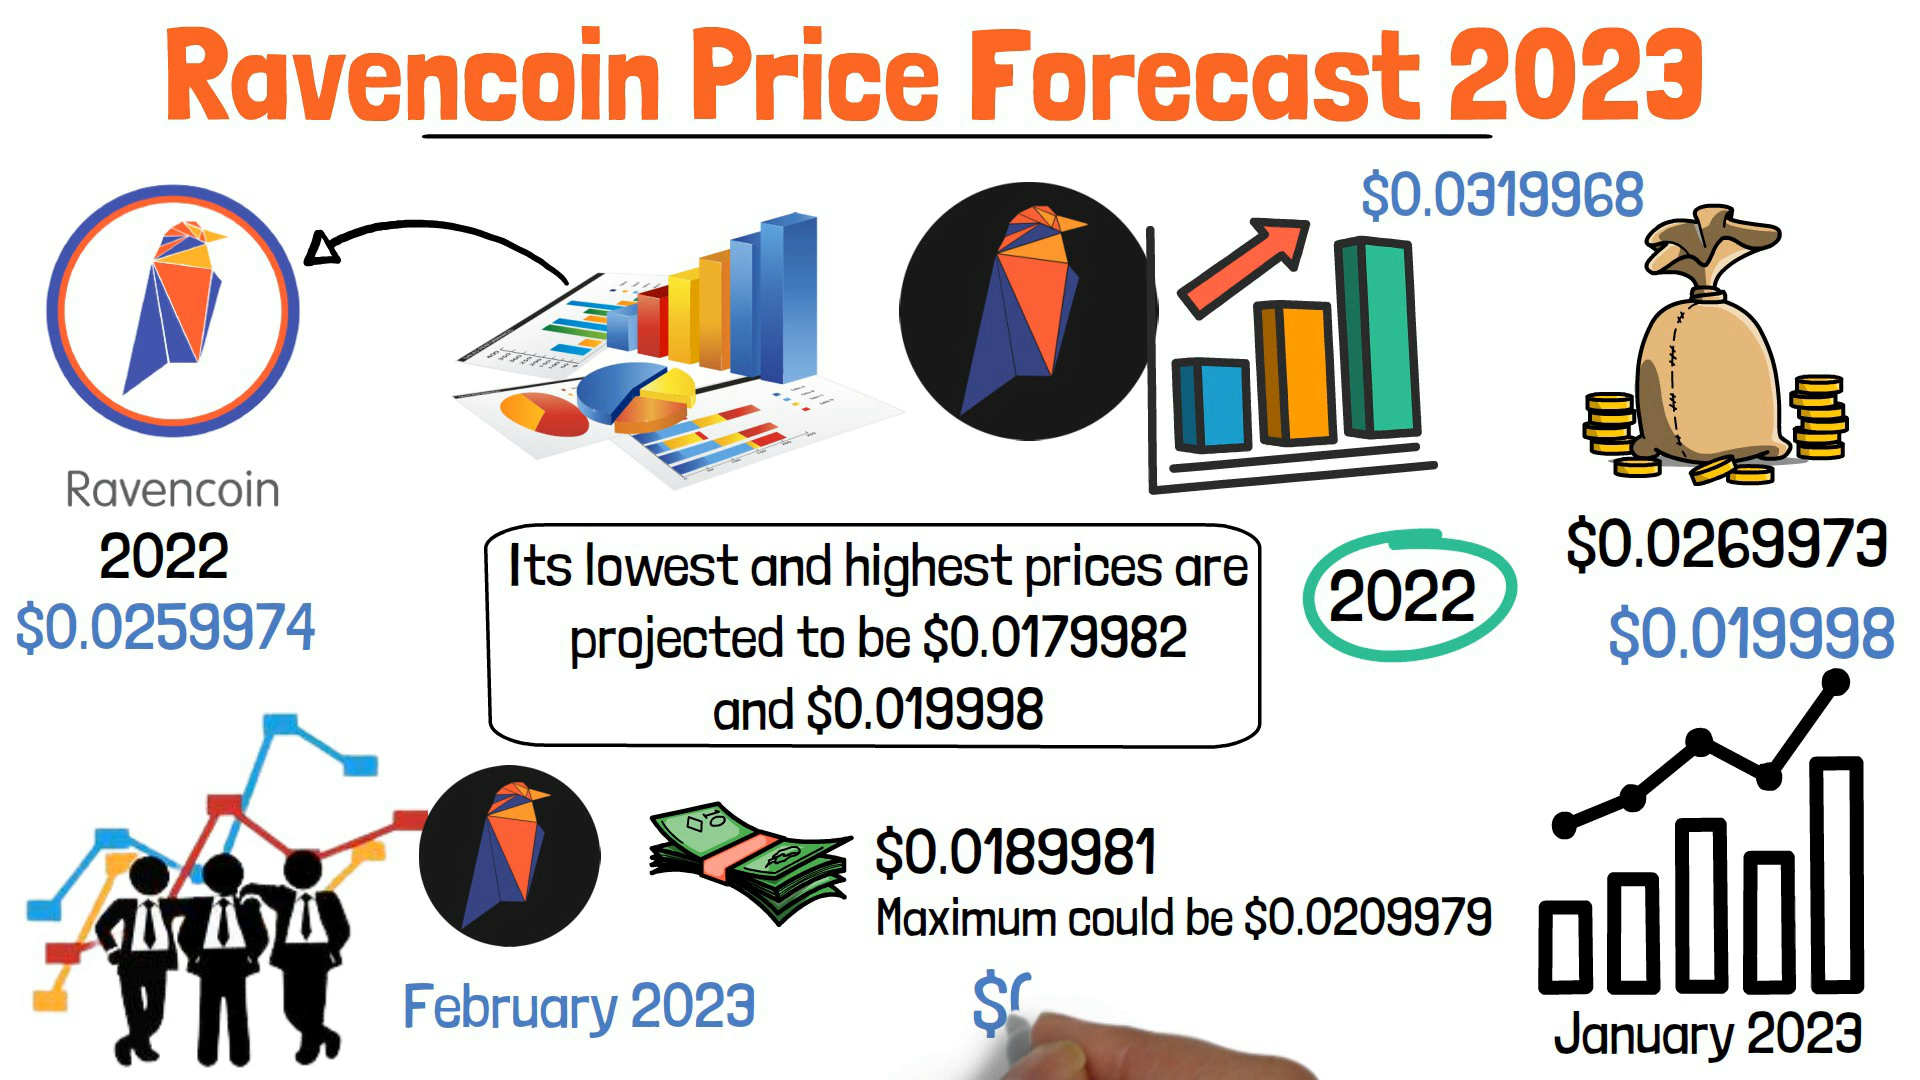 Ravencoin Price Forecast 2023
$0.0319968
Ravencoin
2022
$0.0259974
Its lowest and highest prices are
projected to be $0.0179982
and $0.019998
2022
$0.0269973
$0.019998
10
$0.0189981
Maximum could be $0.0209979
February 2023
$0
January 2023